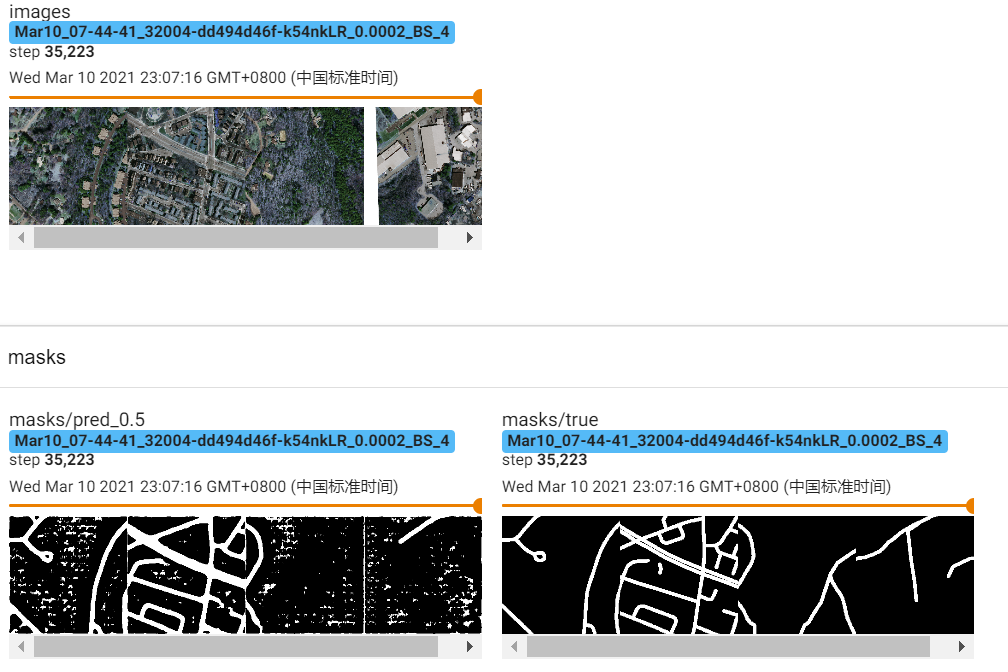 images
Mar10_07-44-41_32004-dd494d46f-k54nkLR_0.0002_BS_4
step 35,223
Wed Mar 10 2021 23:07:16 GMT+0800 (中国标准时间)
masks
masks/pred_0.5
Mar10_07-44-41_32004-dd494d46f-k54nkLR_0.0002_BS_4
step 35,223
Wed Mar 10 2021 23:07:16 GMT+0800 (中国标准时间)
masks/true
Mar10_07-44-41_32004-dd494d46f-k54nkLR_0.0002_BS_4
step 35,223
Wed Mar 10 2021 23:07:16 GMT+0800 (中国标准时间)